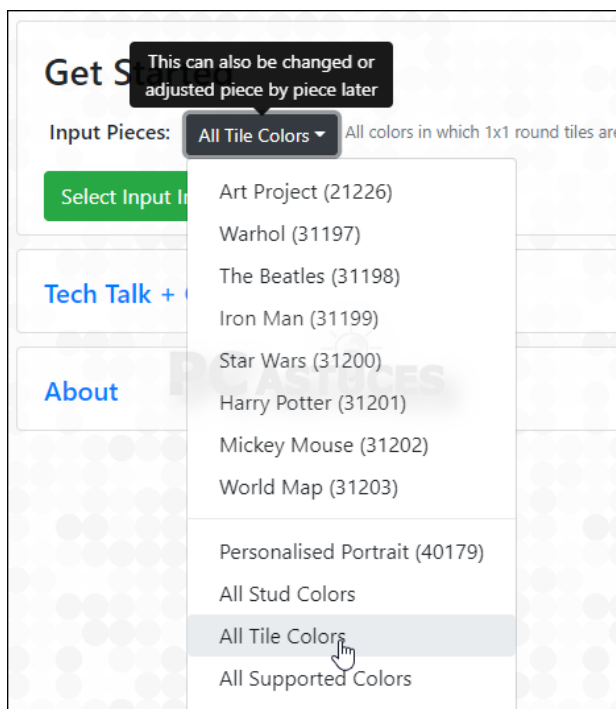 Get Started
This can also be changed or
adjusted piece by piece later
Input Pieces: All Tile Colors All colors in which 1x1 round tiles are
Select Input
Art Project (21226)
Warhol (31197)
The Beatles (31198)
Tech Talk +
Iron Man (31199)
Star Wars (31200)
PC ASTUCES
About
Harry Potter (31201)
Mickey Mouse (31202)
World Map (31203)
Personalised Portrait (40179)
All Stud Colors
All Tile Colors
All Supported Colors